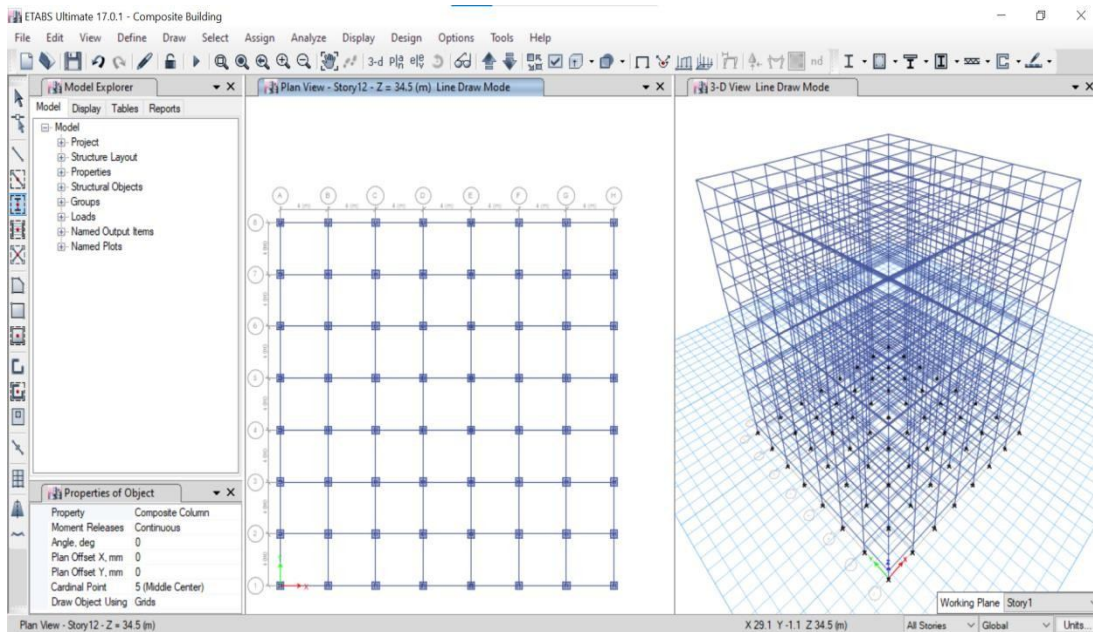 ETABS Ultimate 17.0.1 - Composite Building
File Edit View Define Draw Select Assign Analyze Display Design Options Tools Help
3-d nd
Model Explorer
Model Display Tables Reports
Model
Project
Structure Layout
Properties
Structural Objects
Groups
Loads
Named Output Items
Named Plots
Properties of Object
Property Composite Column
Moment Releases Continuous
Angle, deg 0
Plan Offset X, mm 0
Plan Offset Y, mm 0
Cardinal Point 5 (Middle Center)
Draw Object Using Grids
Plan View - Story12 - Z = 34.5 (m) Line Draw Mode
A B C D E F G H
8
7
6
5
4
3
2
1
X
3-D View Line Draw Mode
Working Plane Story1
Plan View - Story12 - Z = 34.5 (m)
X 29.1 Y -1.1 Z 34.5 (m)
All Stories Global Units...